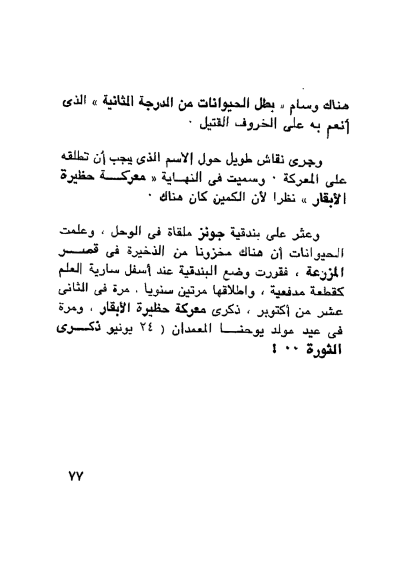 هناك وسام « بطل الحيوانات من الدرجة الثانية » الذى
أنعم به على الخروف القتيل ٠
وجرى نقاش طويل حول الاسم الذى يجب أن تطلقه
على المعركة ٠ وسميت فى النهاية « معركة حظيرة
الأبقار » نظرا لأن الكمين كان هناك ٠
وعثر على بندقية جونز ملقاة فى الوحل ، وعلمت
الحيوانات أن هناك مخزونا من الذخيرة فى قصر
المزرعة ، فقررت وضع البندقية عند أسفل سارية العلم
كقطعة مدفعية ، واطلاقها مرتين سنويا . مرة فى الثانى
عشر من أكتوبر ، ذكرى معركة حظيرة الأبقار ، ومرة
فى عيد مولد يوحنا المعمدان ( ٢٤ يونيو ذكرى
الثورة ٠٠ !
٧٧